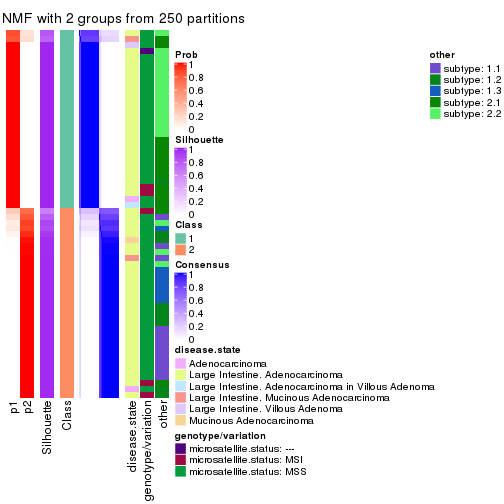 NMF with 2 groups from 250 partitions
Prob
1
0.8
0.6
0.4
0.2
0
Silhouette
1
0.8
0.6
0.4
0.2
0
Class
1
2
Consensus
1
0.8
0.6
0.4
0.2
0
disease.state
Adenocarcinoma
Large Intestine, Adenocarcinoma
Large Intestine, Adenocarcinoma in Villous Adenoma
Large Intestine, Mucinous Adenocarcinoma
Large Intestine, Villous Adenoma
Mucinous Adenocarcinoma
genotype/variation
microsatellite.status: ---
microsatellite.status: MSI
microsatellite.status: MSS
other
subtype: 1.1
subtype: 1.2
subtype: 1.3
subtype: 2.1
subtype: 2.2
p1
p2
Silhouette
Class
disease.state
genotype/variation
other